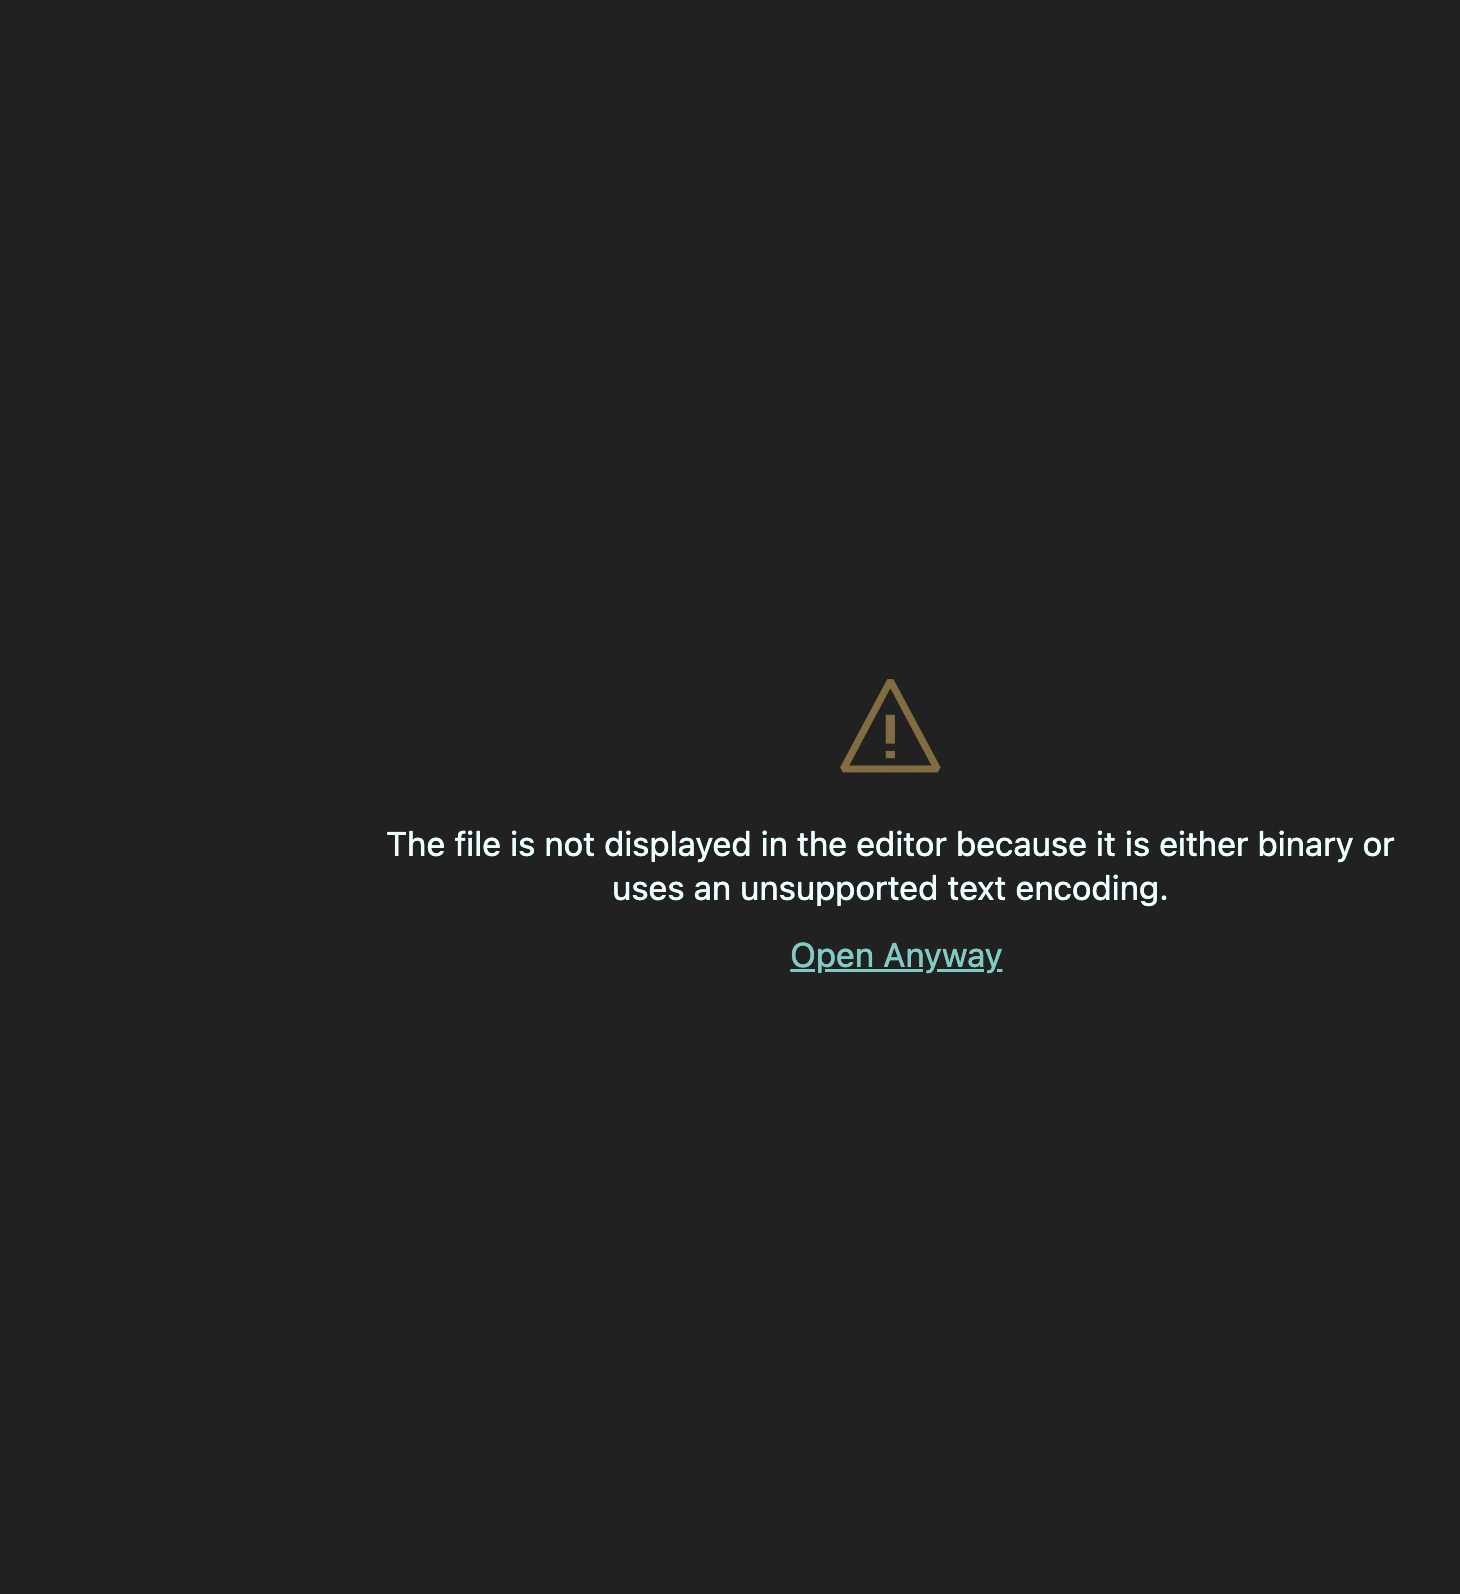 The file is not displayed in the editor because it is either binary or
uses an unsupported text encoding.
Open Anyway